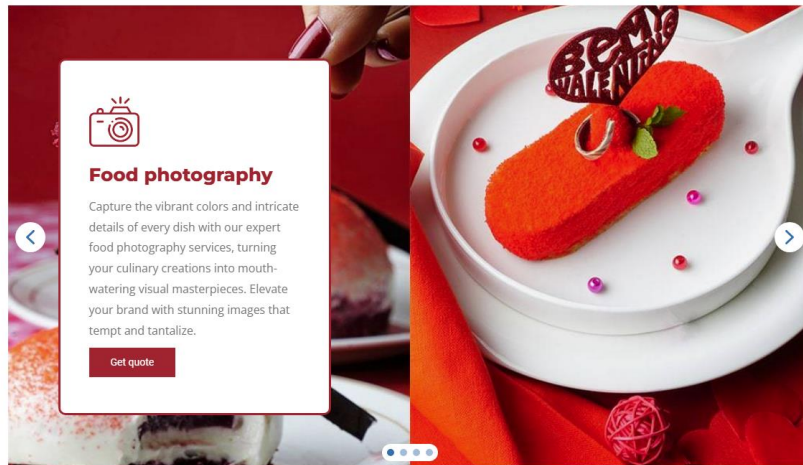 Food photography
Capture the vibrant colors and intricate
details of every dish with our expert
food photography services, turning
your culinary creations into mouth-
watering visual masterpieces. Elevate
your brand with stunning images that
tempt and tantalize.
Get quote
BE MY
VALENTINE